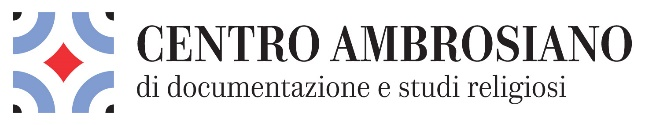 CENTRO AMBROSIANO
di documentazione e studi religiosi